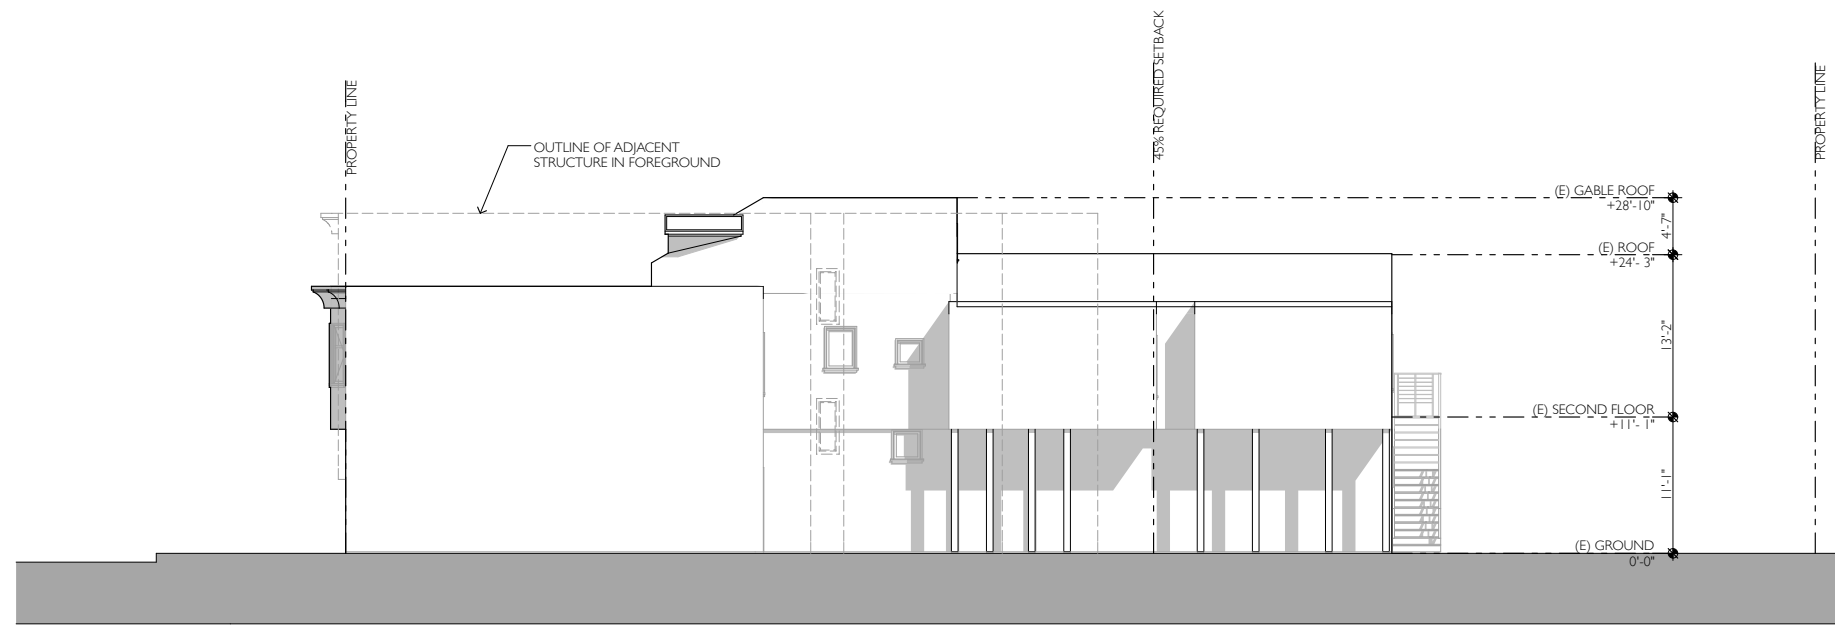 PROPERTY LINE
45% REQUIRED SETBACK
PROPERTY LINE
OUTLINE OF ADJACENT
STRUCTURE IN FOREGROUND
(E) GABLE ROOF
+28'-10"
4'-7"
(E) ROOF
+24'- 3"
13'-2"
(E) SECOND FLOOR
+11'- 1"
11'-1"
(E) GROUND
0'-0"